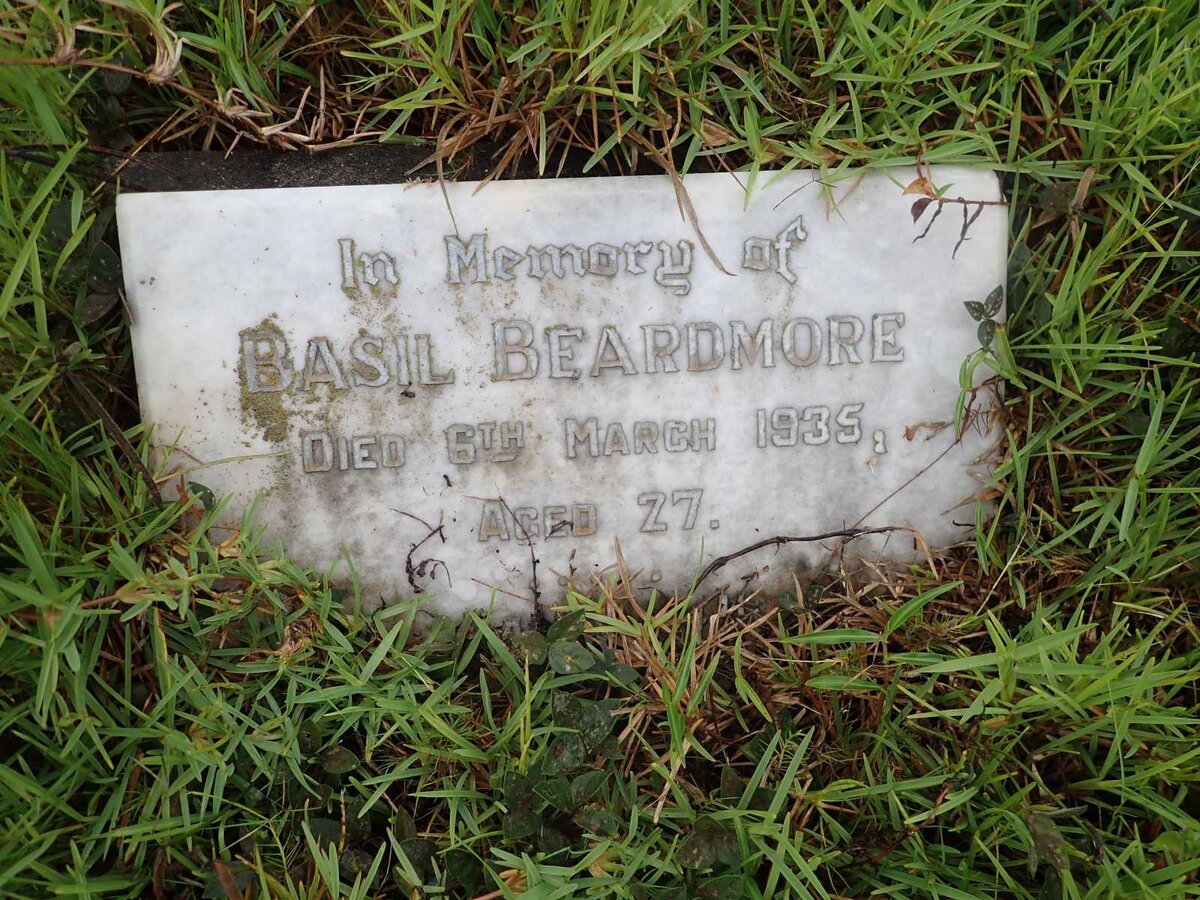 In Memory of
BASIL BEARDMORE
DIED 6TH MARCH 1935,
AGED 27.